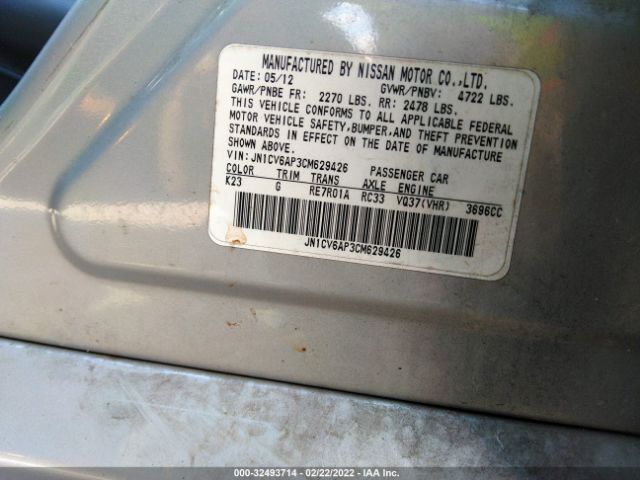 MANUFACTURED BY NISSAN MOTOR CO.,LTD.
DATE: 05/12 GVWR/PNBV: 4722 LBS.
GAWR/PNBE FR: 2270 LBS. RR: 2478 LBS.
THIS VEHICLE CONFORMS TO ALL APPLICABLE FEDERAL
MOTOR VEHICLE SAFETY,BUMPER,AND THEFT PREVENTION
STANDARDS IN EFFECT ON THE DATE OF MANUFACTURE
SHOWN ABOVE.
VIN: JN1CV6AP3CM629426 PASSENGER CAR
COLOR TRIM TRANS AXLE ENGINE
K23 G RE7R01A RC33 VQ37(VHR) 3696CC
JN1CV6AP3CM629426
000-32493714 - 02/22/2022 - IAA Inc.